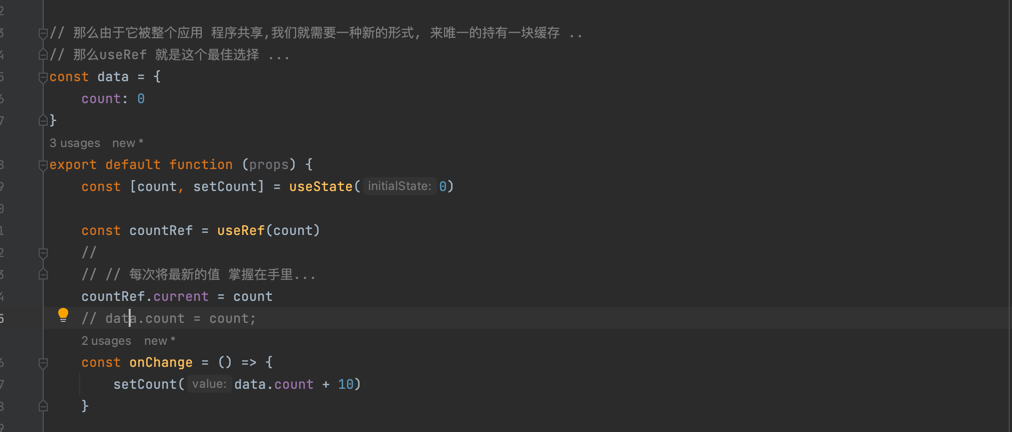 2
3 // 那么由于它被整个应用 程序共享,我们就需要一种新的形式, 来唯一的持有一块缓存 ..
4 // 那么useRef 就是这个最佳选择 ...
5 const data = {
6 count: 0
7 }
3 usages new *
8 export default function (props) {
9 const [count, setCount] = useState( initialState: 0)
0
1 const countRef = useRef(count)
2 //
3 // // 每次将最新的值 掌握在手里...
4 countRef.current = count
5 // data.count = count;
2 usages new *
6 const onChange = () => {
7 setCount( value: data.count + 10)
8 }
9